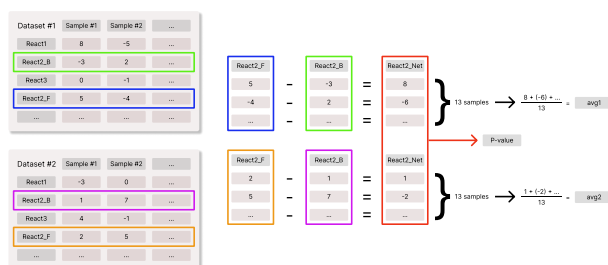 Dataset #1 Sample #1 Sample #2 ...
React1 8 -5 ...
React2_B -3 2 ...
React3 0 -1 ...
React2_F 5 -4 ...
... ... ... ...
Dataset #2 Sample #1 Sample #2 ...
React1 -3 0 ...
React2_B 1 7 ...
React3 4 -1 ...
React2_F 2 5 ...
... ... ... ...
React2_F React2_B React2_Net
5 - -3 = 8
-4 - 2 = -6
... - ... = ...
} 13 samples → 8 + (-6) + ...
13
= avg1
P-value
React2_F React2_B React2_Net
2 - 1 = 1
5 - 7 = -2
... - ... = ...
} 13 samples → 1 + (-2) + ...
13
= avg2